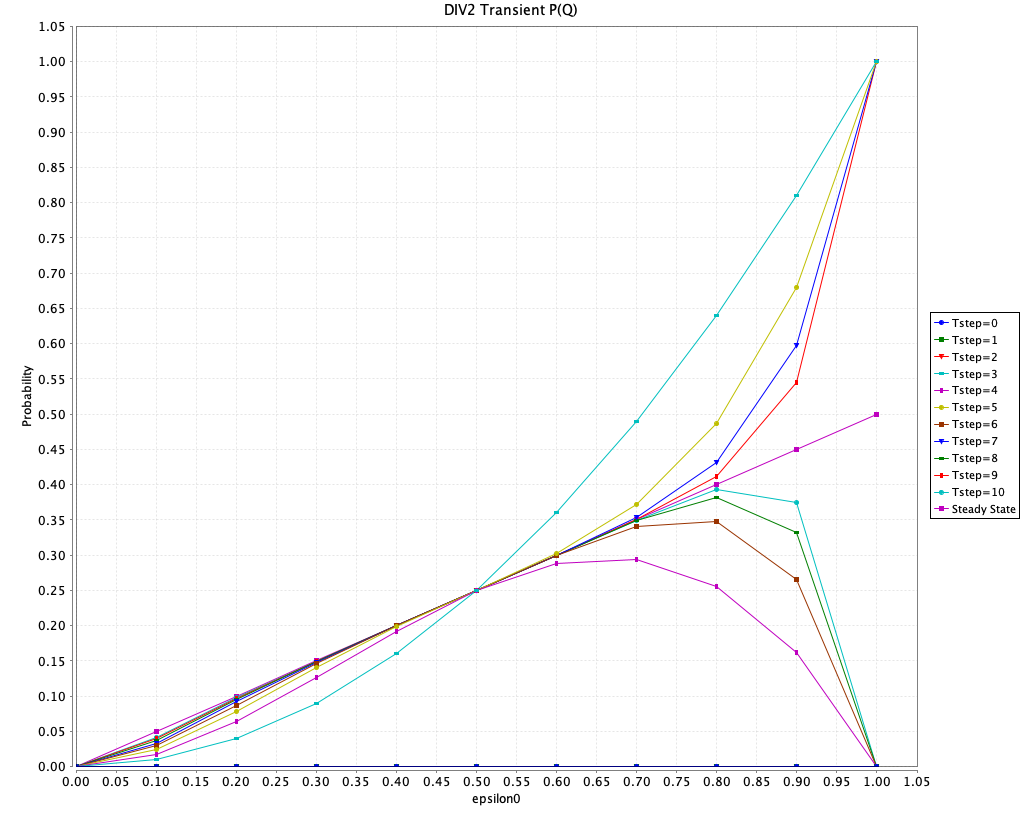 DIV2 Transient P(Q)
1.05
1.00
0.95
0.90
0.85
0.80
0.75
0.70
0.65
0.60
0.55
0.50
0.45
0.40
0.35
0.30
0.25
0.20
0.15
0.10
0.05
0.00
Probability
0.00 0.05 0.10 0.15 0.20 0.25 0.30 0.35 0.40 0.45 0.50 0.55 0.60 0.65 0.70 0.75 0.80 0.85 0.90 0.95 1.00 1.05
epsilon0
Tstep=0
Tstep=1
Tstep=2
Tstep=3
Tstep=4
Tstep=5
Tstep=6
Tstep=7
Tstep=8
Tstep=9
Tstep=10
Steady State